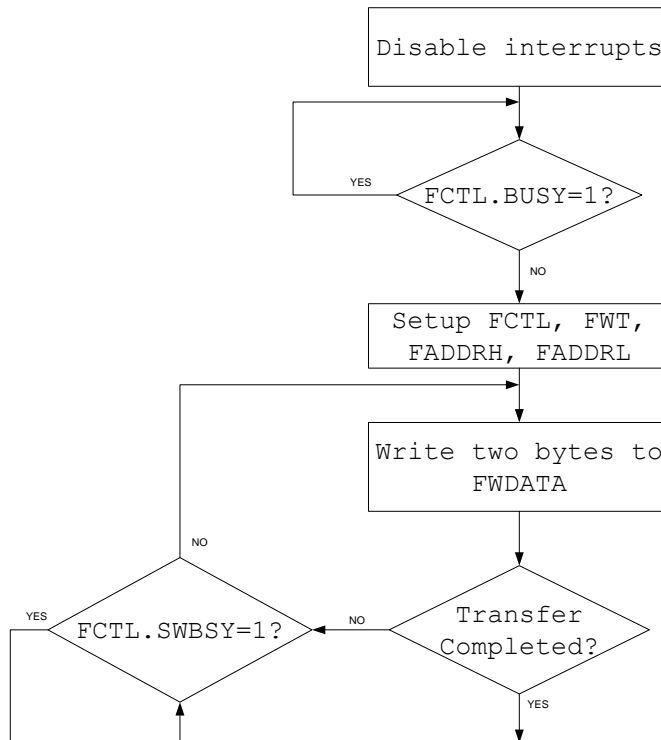 Disable interrupts
YES
FCTL.BUSY=1?
NO
Setup FCTL, FWT,
FADDRH, FADDRL
Write two bytes to
FWDATA
NO
YES
FCTL.SWBSY=1?
NO
Transfer
Completed?
YES